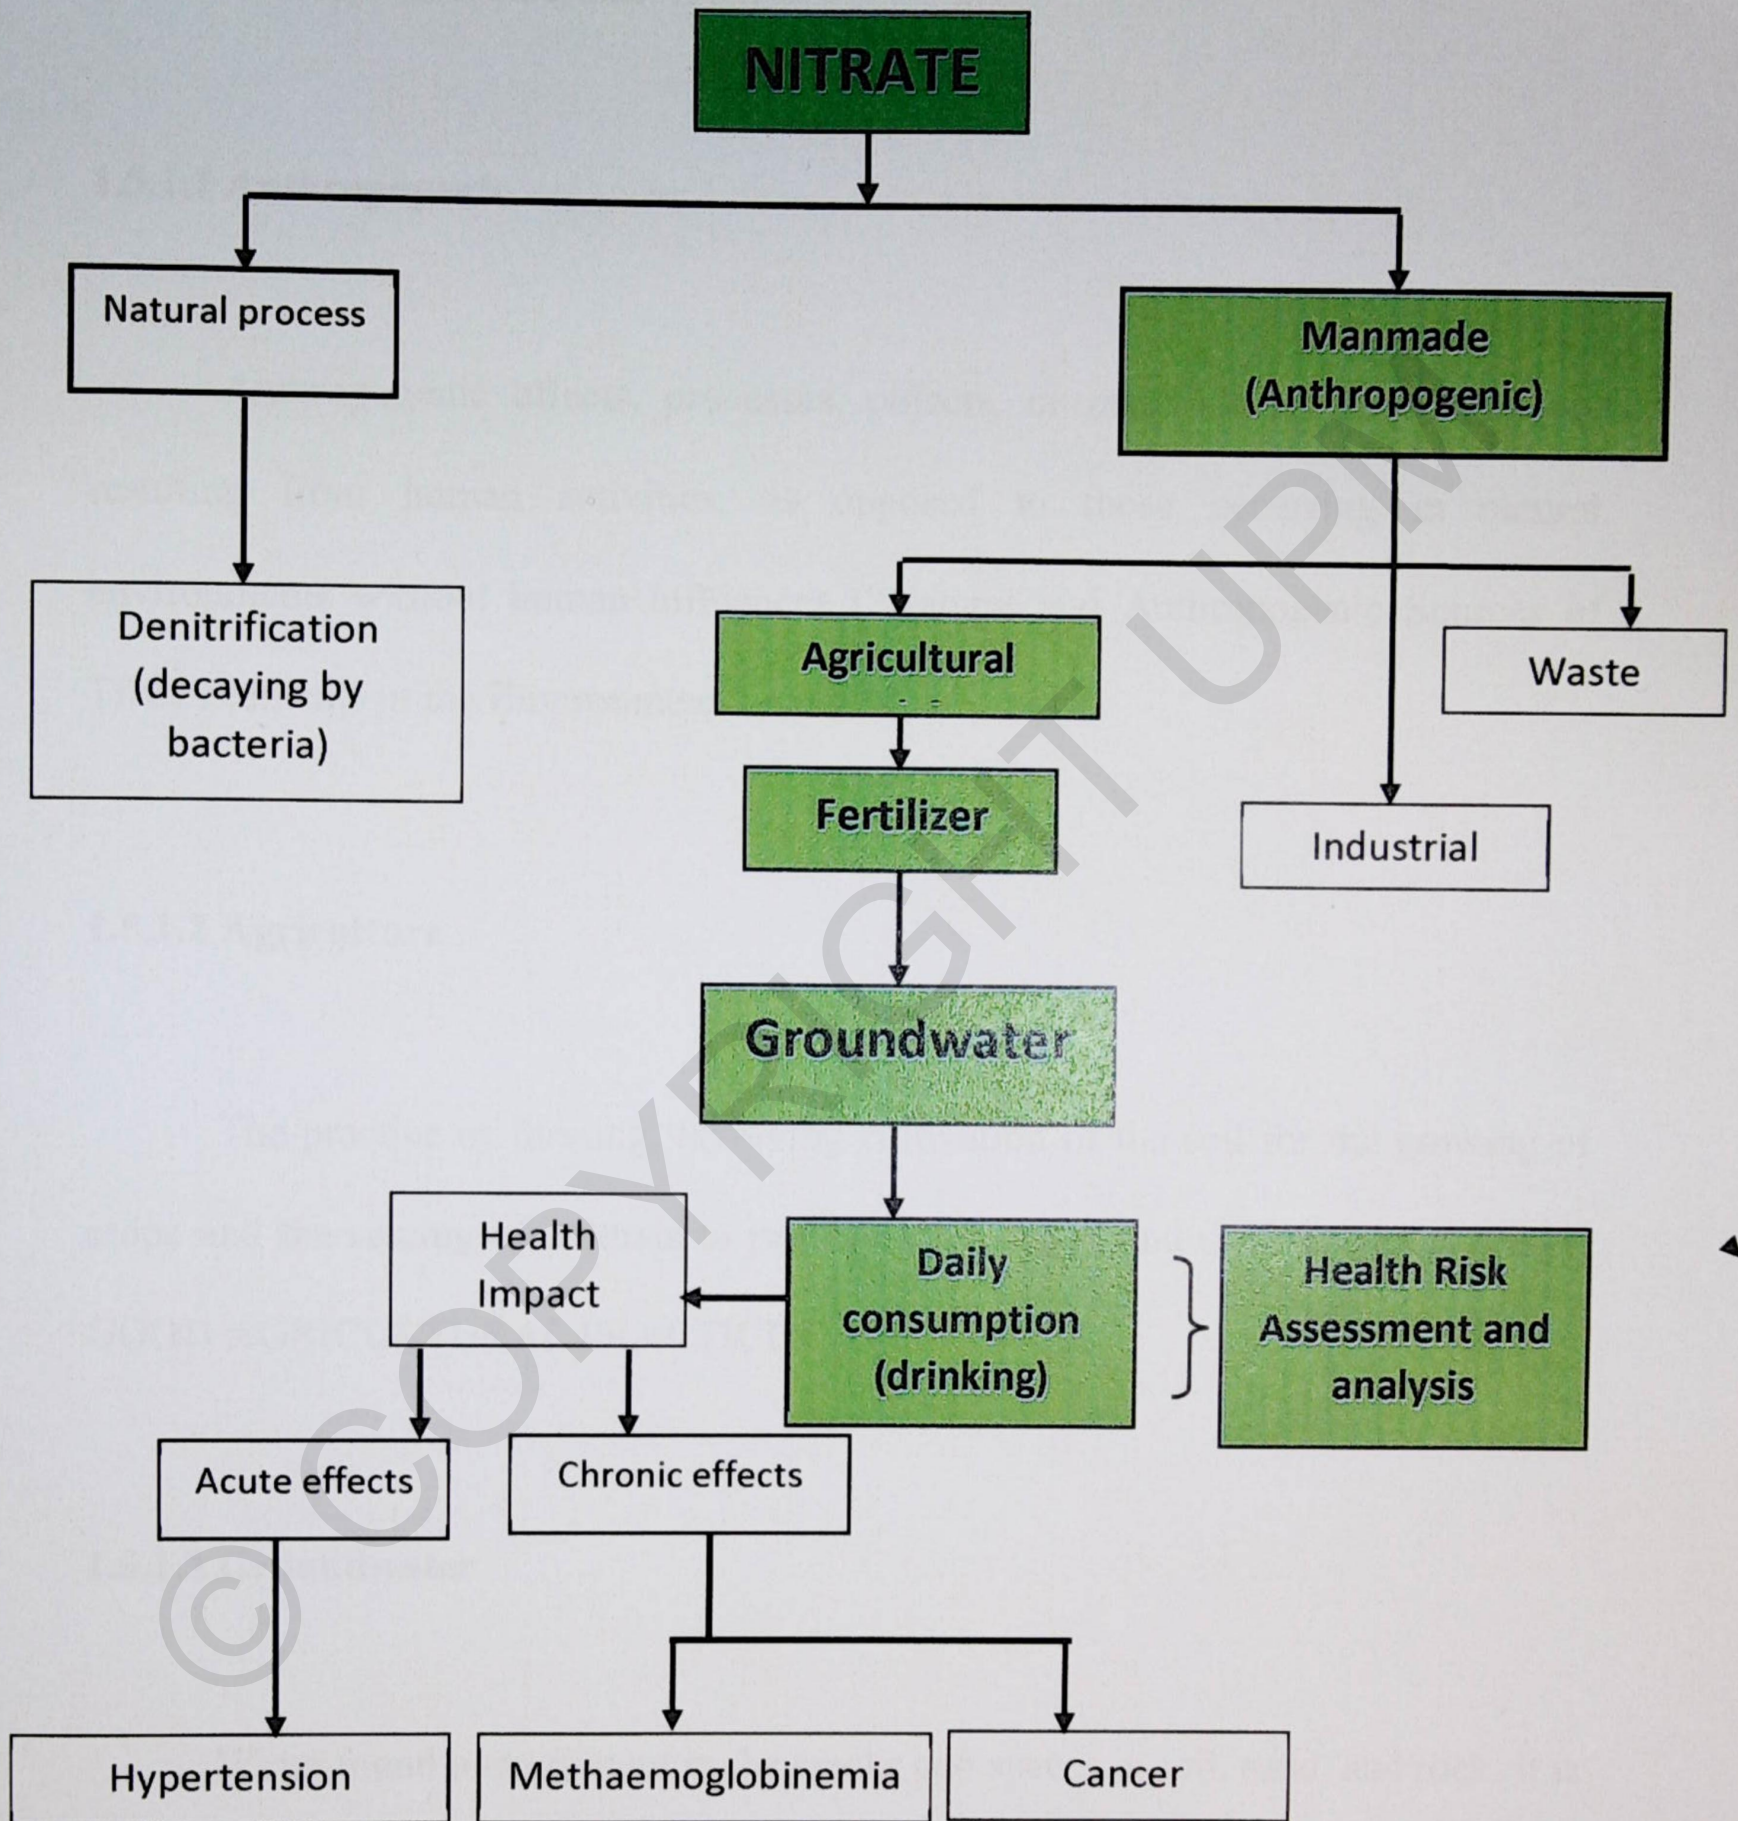 NITRATE
Natural process
Manmade
(Anthropogenic)
Denitrification
(decaying by
bacteria)
Agricultural
Waste
Fertilizer
Industrial
Groundwater
Health
Impact
Daily
consumption
(drinking)
Health Risk
Assessment and
analysis
Acute effects
Chronic effects
Hypertension
Methaemoglobinemia
Cancer
© COPYRIGHT UPM